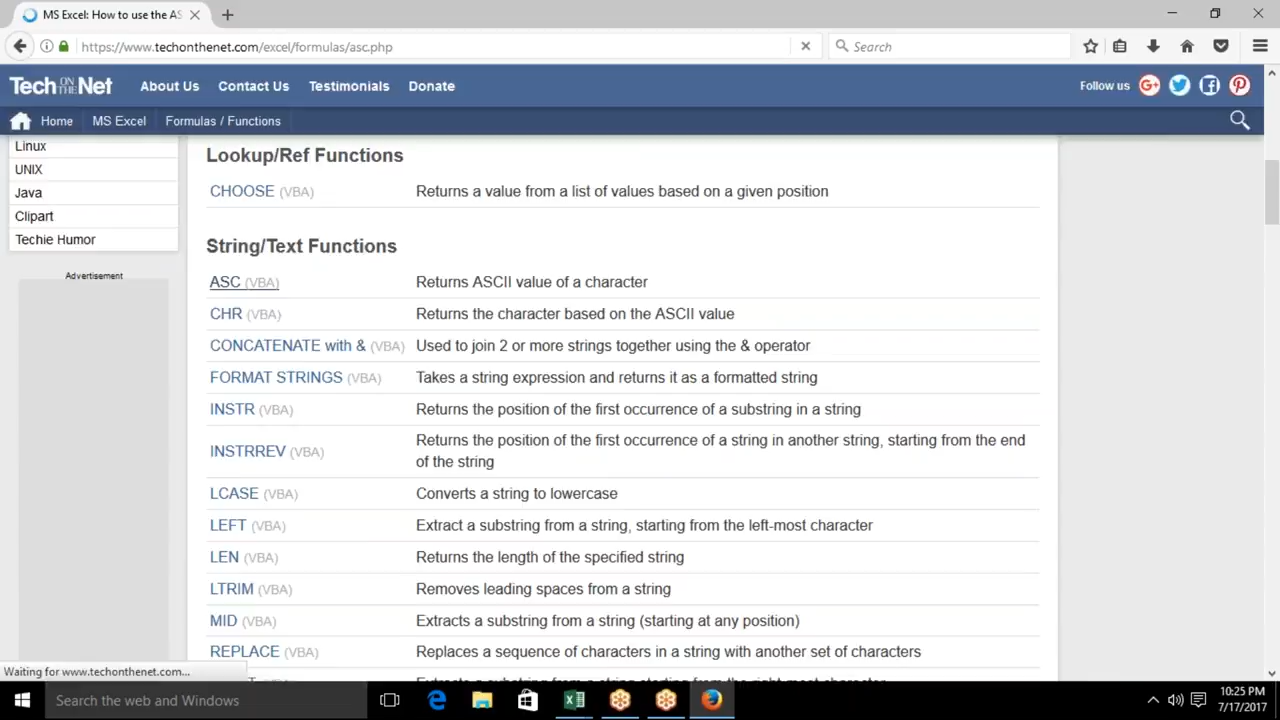 MS Excel: How to use the AS
https://www.techonthenet.com/excel/formulas/asc.php
Search
Tech ON THE Net
About Us
Contact Us
Testimonials
Donate
Follow us
Home
MS Excel
Formulas / Functions
Linux
UNIX
Java
Clipart
Techie Humor
Advertisement
Lookup/Ref Functions
CHOOSE (VBA) Returns a value from a list of values based on a given position
String/Text Functions
ASC (VBA) Returns ASCII value of a character
CHR (VBA) Returns the character based on the ASCII value
CONCATENATE with & (VBA) Used to join 2 or more strings together using the & operator
FORMAT STRINGS (VBA) Takes a string expression and returns it as a formatted string
INSTR (VBA) Returns the position of the first occurrence of a substring in a string
INSTRREV (VBA) Returns the position of the first occurrence of a string in another string, starting from the end
of the string
LCASE (VBA) Converts a string to lowercase
LEFT (VBA) Extract a substring from a string, starting from the left-most character
LEN (VBA) Returns the length of the specified string
LTRIM (VBA) Removes leading spaces from a string
MID (VBA) Extracts a substring from a string (starting at any position)
REPLACE (VBA) Replaces a sequence of characters in a string with another set of characters
Waiting for www.techonthenet.com...
Search the web and Windows
10:25 PM
7/17/2017